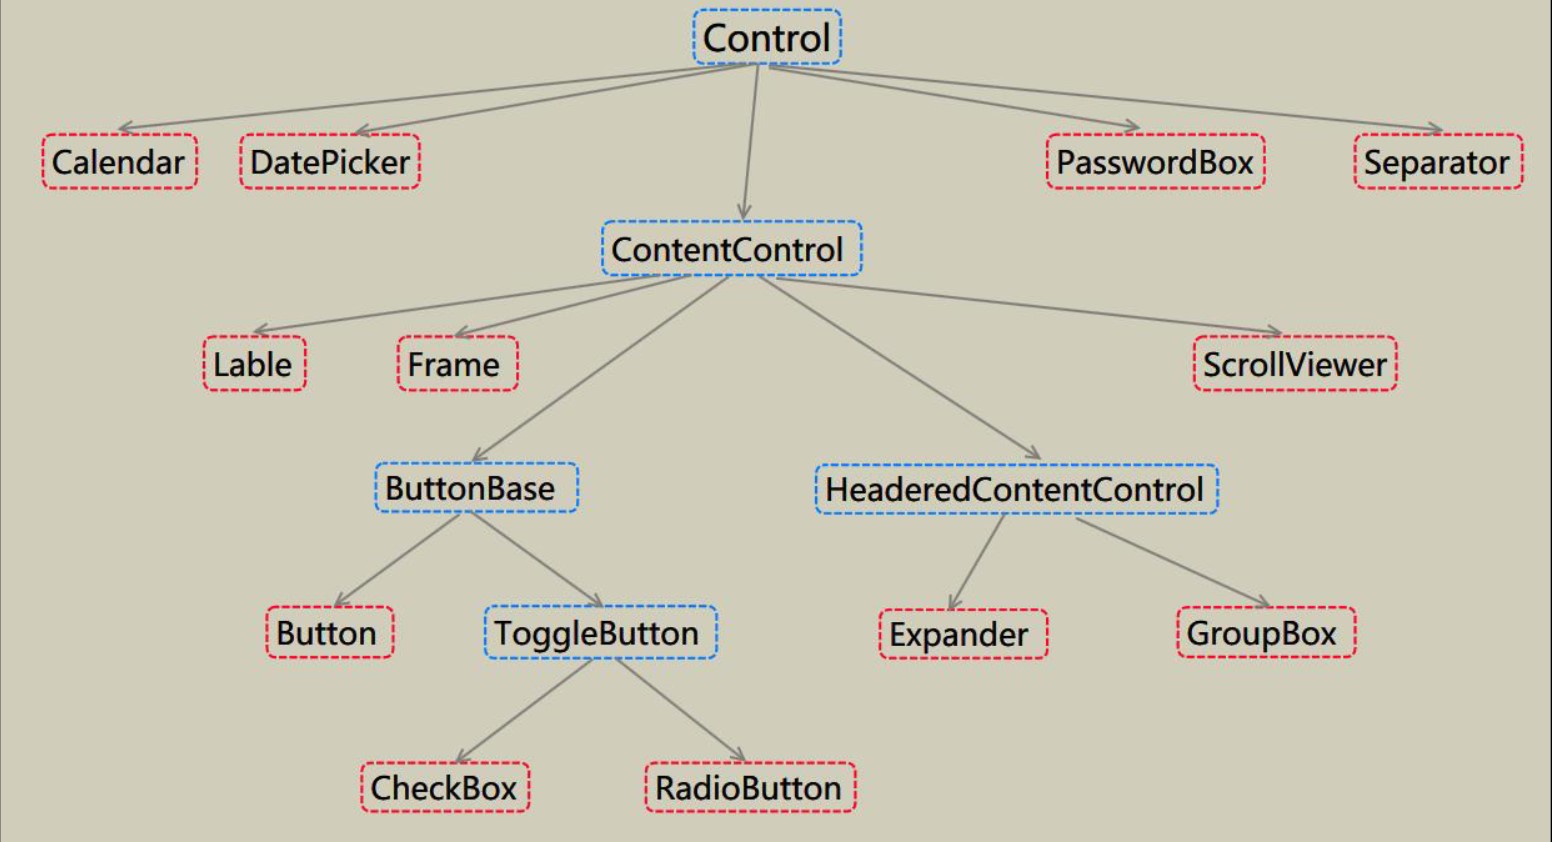 Control
Calendar
DatePicker
PasswordBox
Separator
ContentControl
Lable
Frame
ScrollViewer
ButtonBase
HeaderedContentControl
Button
ToggleButton
Expander
GroupBox
CheckBox
RadioButton